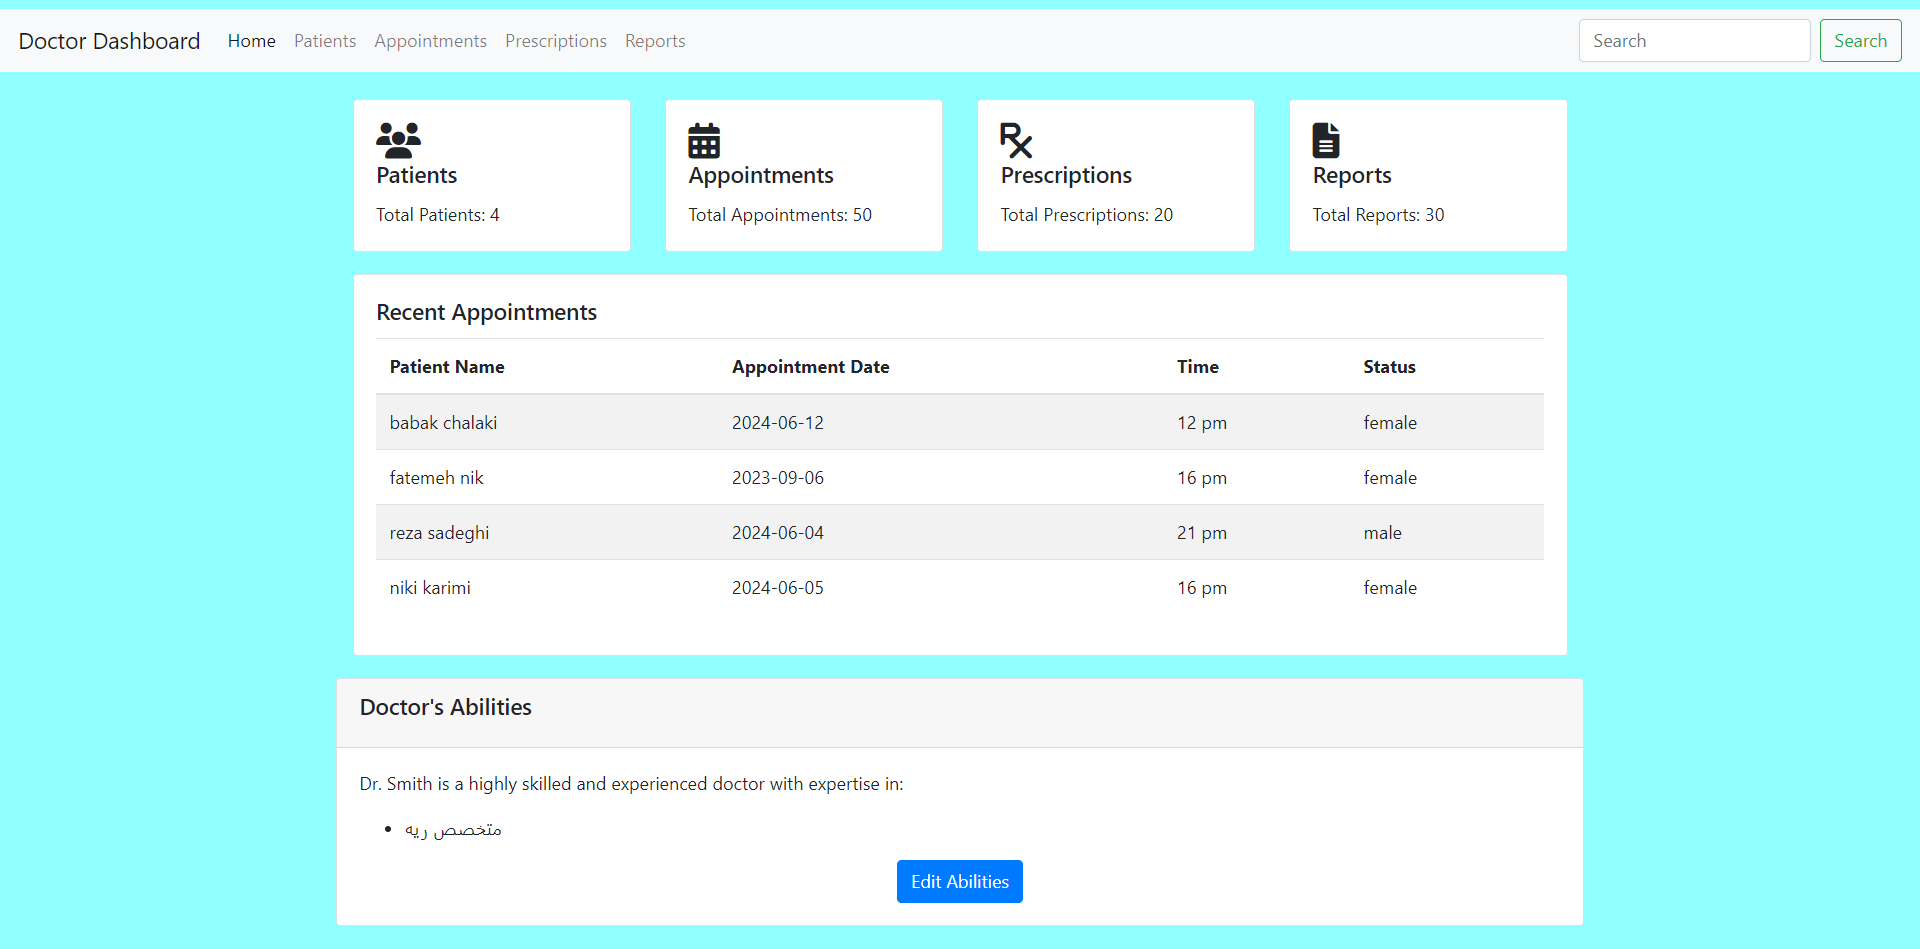 Doctor Dashboard Home Patients Appointments Prescriptions Reports Search Search
Patients
Total Patients: 4
Appointments
Total Appointments: 50
Prescriptions
Total Prescriptions: 20
Reports
Total Reports: 30
Recent Appointments
Patient Name Appointment Date Time Status
babak chalaki 2024-06-12 12 pm female
fatemeh nik 2023-09-06 16 pm female
reza sadeghi 2024-06-04 21 pm male
niki karimi 2024-06-05 16 pm female
Doctor's Abilities
Dr. Smith is a highly skilled and experienced doctor with expertise in:
• متخصص ریه
Edit Abilities